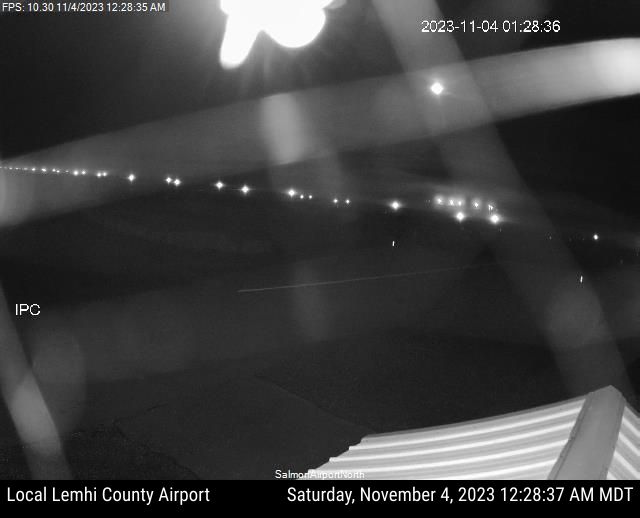 FPS: 10.30 11/4/2023 12:28:35 AM
2023-11-04 01:28:36
IPC
SalmonAirportNorth
Local Lemhi County Airport
Saturday, November 4, 2023 12:28:37 AM MDT